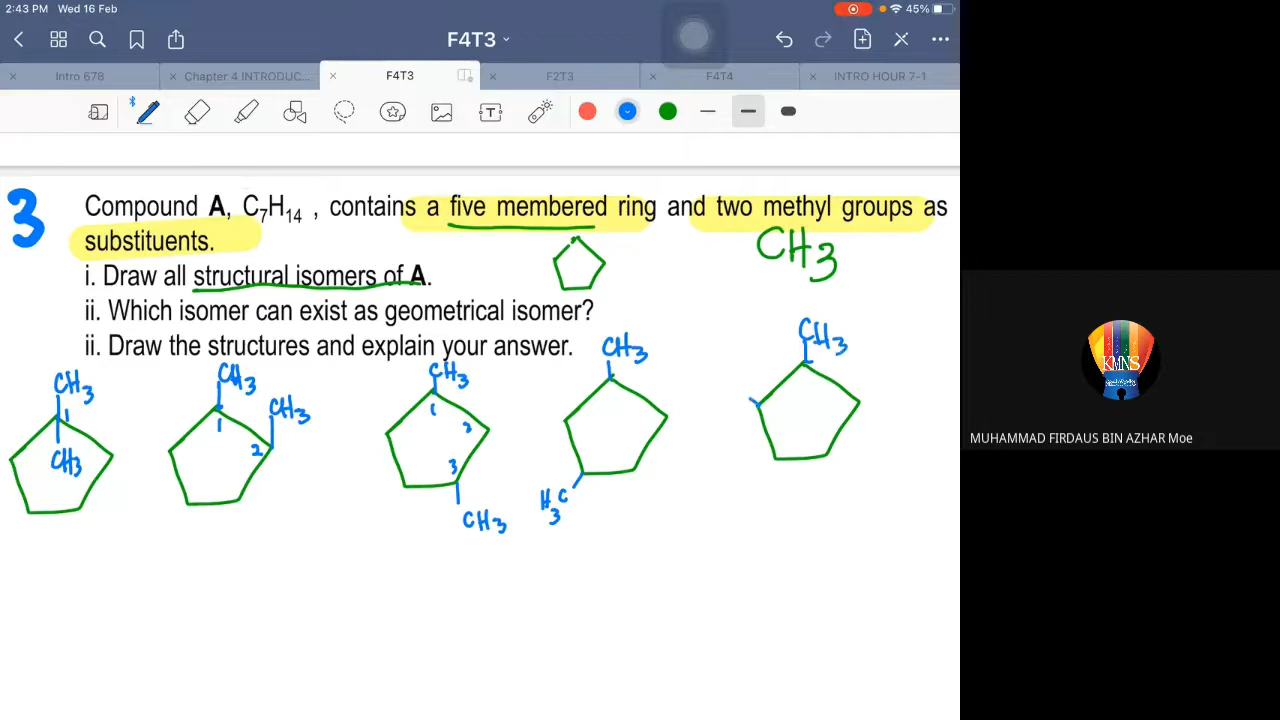 2:43 PM Wed 16 Feb
45%
F4T3
Intro 678
Chapter 4 INTRODUC...
F4T3
F2T3
F4T4
INTRO HOUR 7-1
3
Compound A, C₇H₁₄ , contains a five membered ring and two methyl groups as
substituents.
CH3
i. Draw all structural isomers of A.
ii. Which isomer can exist as geometrical isomer?
ii. Draw the structures and explain your answer.
CH3
1
CH3
CH3
1
CH3
2
CH3
1
2
3
CH3
CH3
H3C
CH3
KMNS
MUHAMMAD FIRDAUS BIN AZHAR Moe